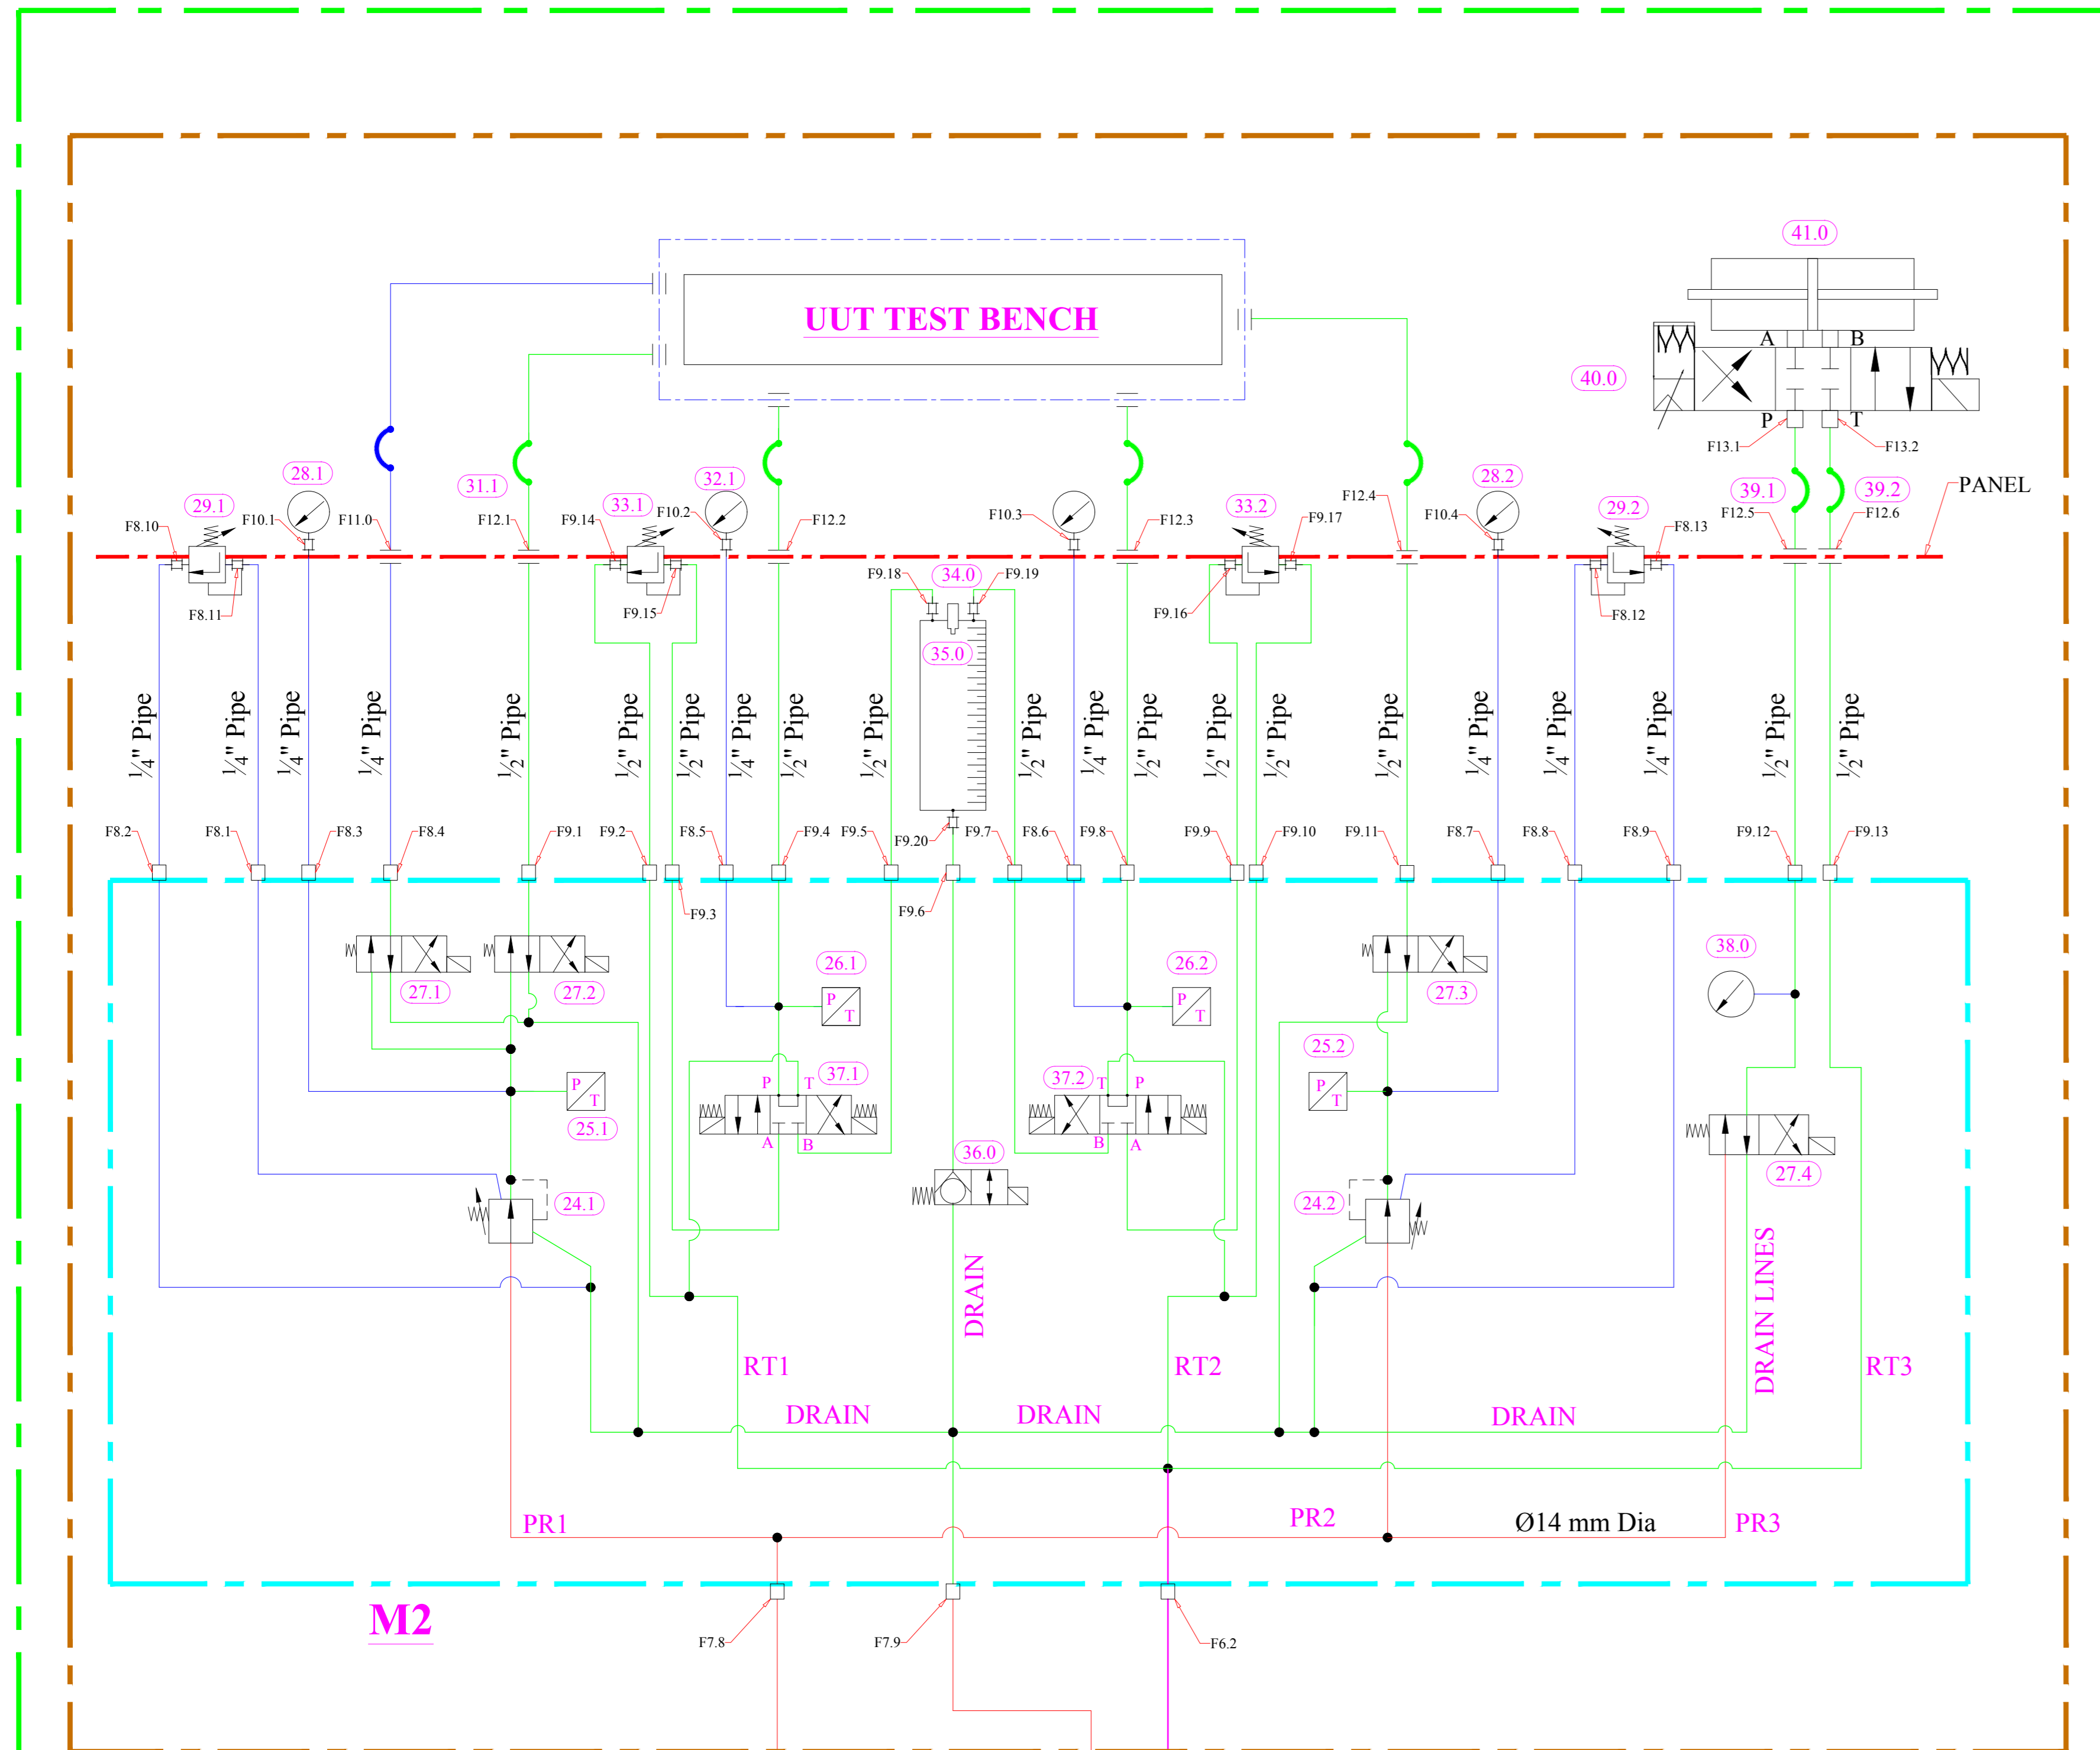 41.0
UUT TEST BENCH
A
B
40.0
P
T
F13.1
F13.2
28.1
31.1
32.1
28.2
39.1
39.2
PANEL
29.1
33.1
33.2
29.2
F8.10
F10.1
F11.0
F12.1
F9.14
F10.2
F12.2
F10.3
F12.3
F9.17
F12.4
F10.4
F8.13
F12.5
F12.6
F8.11
F9.15
F9.18
34.0
F9.19
F9.16
F8.12
35.0
1/4" Pipe
1/4" Pipe
1/4" Pipe
1/4" Pipe
1/2" Pipe
1/2" Pipe
1/2" Pipe
1/4" Pipe
1/2" Pipe
1/2" Pipe
1/2" Pipe
1/4" Pipe
1/2" Pipe
1/2" Pipe
1/2" Pipe
1/2" Pipe
1/4" Pipe
1/4" Pipe
1/4" Pipe
1/2" Pipe
1/2" Pipe
F8.2
F8.1
F8.3
F8.4
F9.1
F9.2
F8.5
F9.4
F9.5
F9.20
F9.7
F8.6
F9.8
F9.9
F9.10
F9.11
F8.7
F8.8
F8.9
F9.12
F9.13
F9.3
F9.6
27.1
27.2
26.1
P
T
26.2
P
T
27.3
38.0
25.2
P
T
25.1
P
T
37.1
P
T
A
B
37.2
T
P
B
A
36.0
27.4
24.1
24.2
DRAIN
DRAIN LINES
RT1
RT2
RT3
DRAIN
DRAIN
DRAIN
PR1
PR2
Ø14 mm Dia
PR3
M2
F7.8
F7.9
F6.2